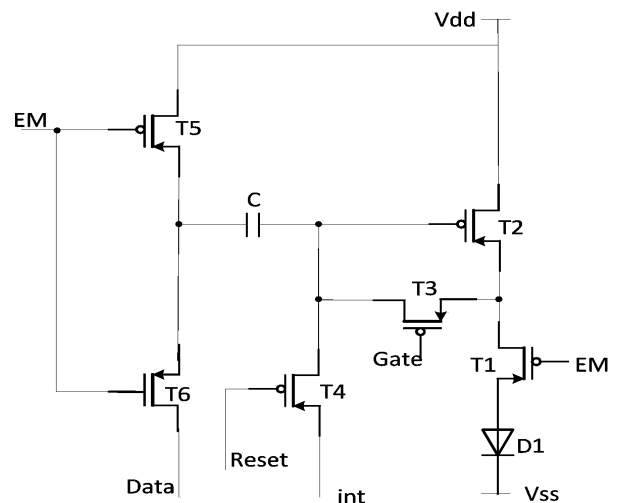 Vdd
EM
T5
C
T2
T3
Gate
T1
EM
T6
T4
D1
Reset
Data
int
Vss